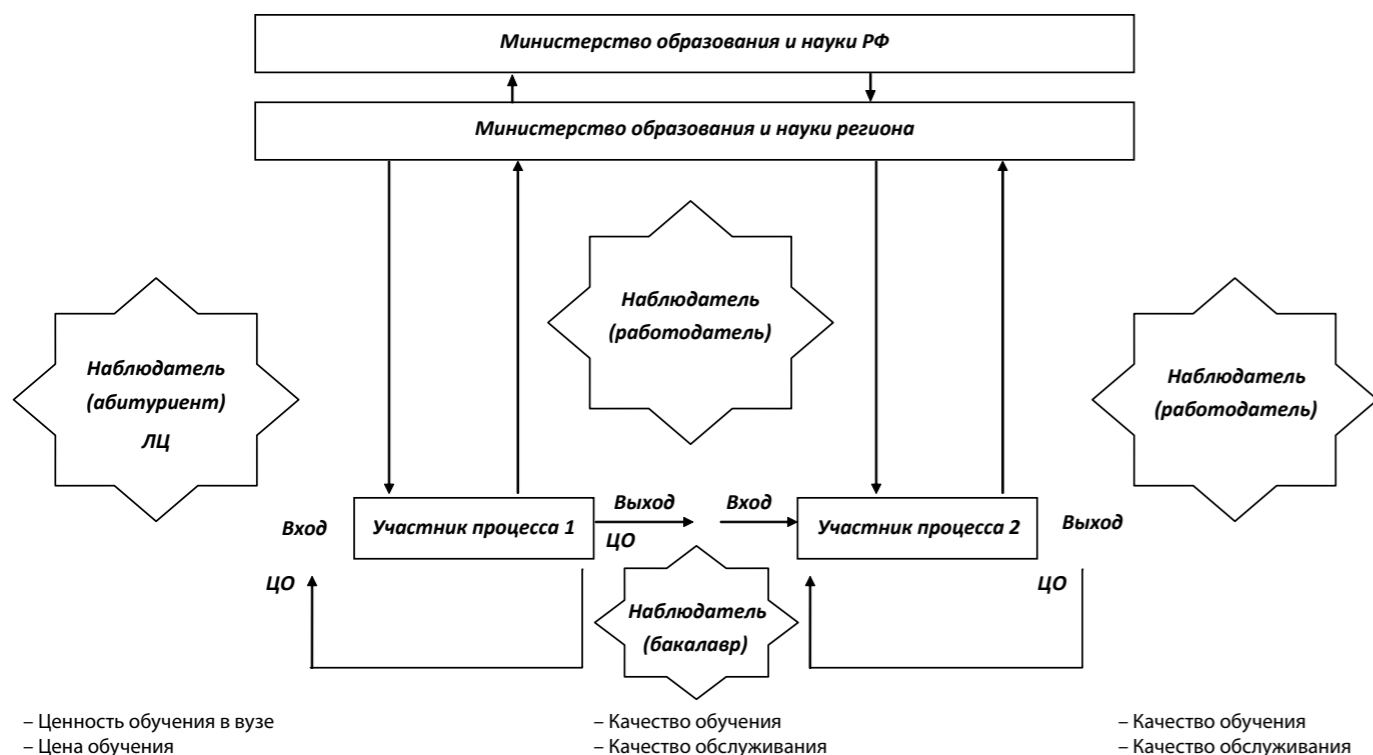 Министерство образования и науки РФ
Министерство образования и науки региона
Наблюдатель
(абитуриент)
ЛЦ
Наблюдатель
(работодатель)
Наблюдатель
(работодатель)
Вход
Участник процесса 1
Выход
Вход
Участник процесса 2
Выход
ЦО
ЦО
ЦО
Наблюдатель
(бакалавр)
– Ценность обучения в вузе
– Цена обучения
– Качество обучения
– Качество обслуживания
– Качество обучения
– Качество обслуживания